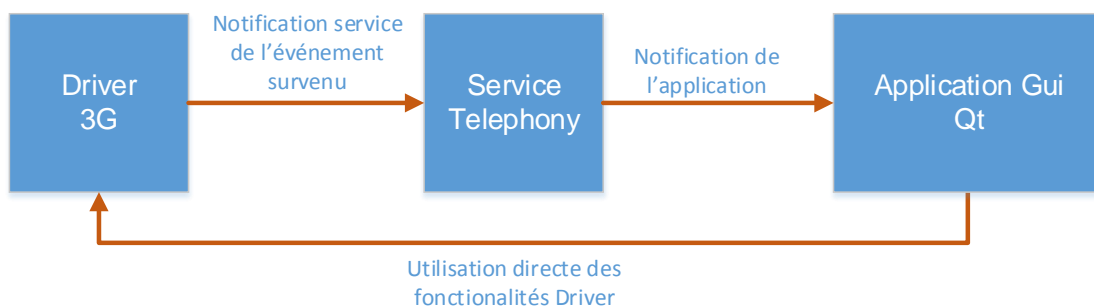 Driver
3G
Notification service
de l'événement
survenu
Service
Telephony
Notification de
l'application
Application Gui
Qt
Utilisation directe des
fonctionalités Driver